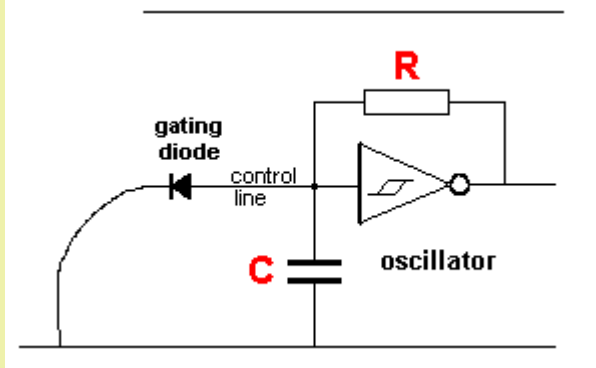 R
gating
diode
control
line
C
oscillator